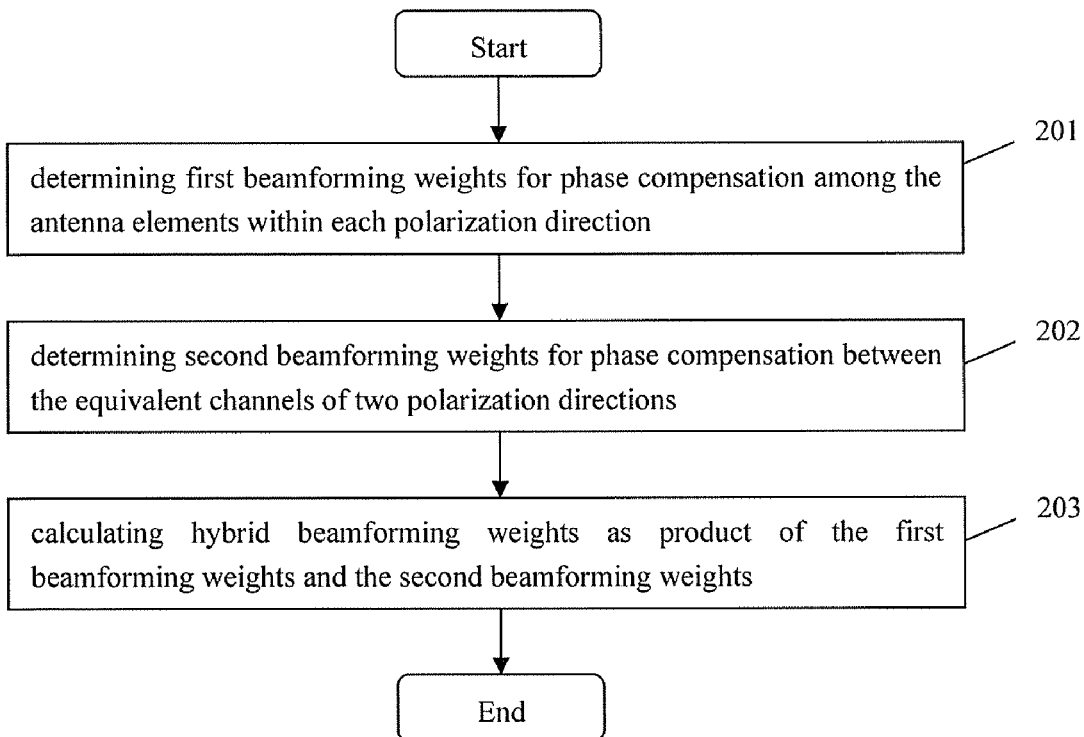 Start
201
determining first beamforming weights for phase compensation among the
antenna elements within each polarization direction
202
determining second beamforming weights for phase compensation between
the equivalent channels of two polarization directions
203
calculating hybrid beamforming weights as product of the first
beamforming weights and the second beamforming weights
End